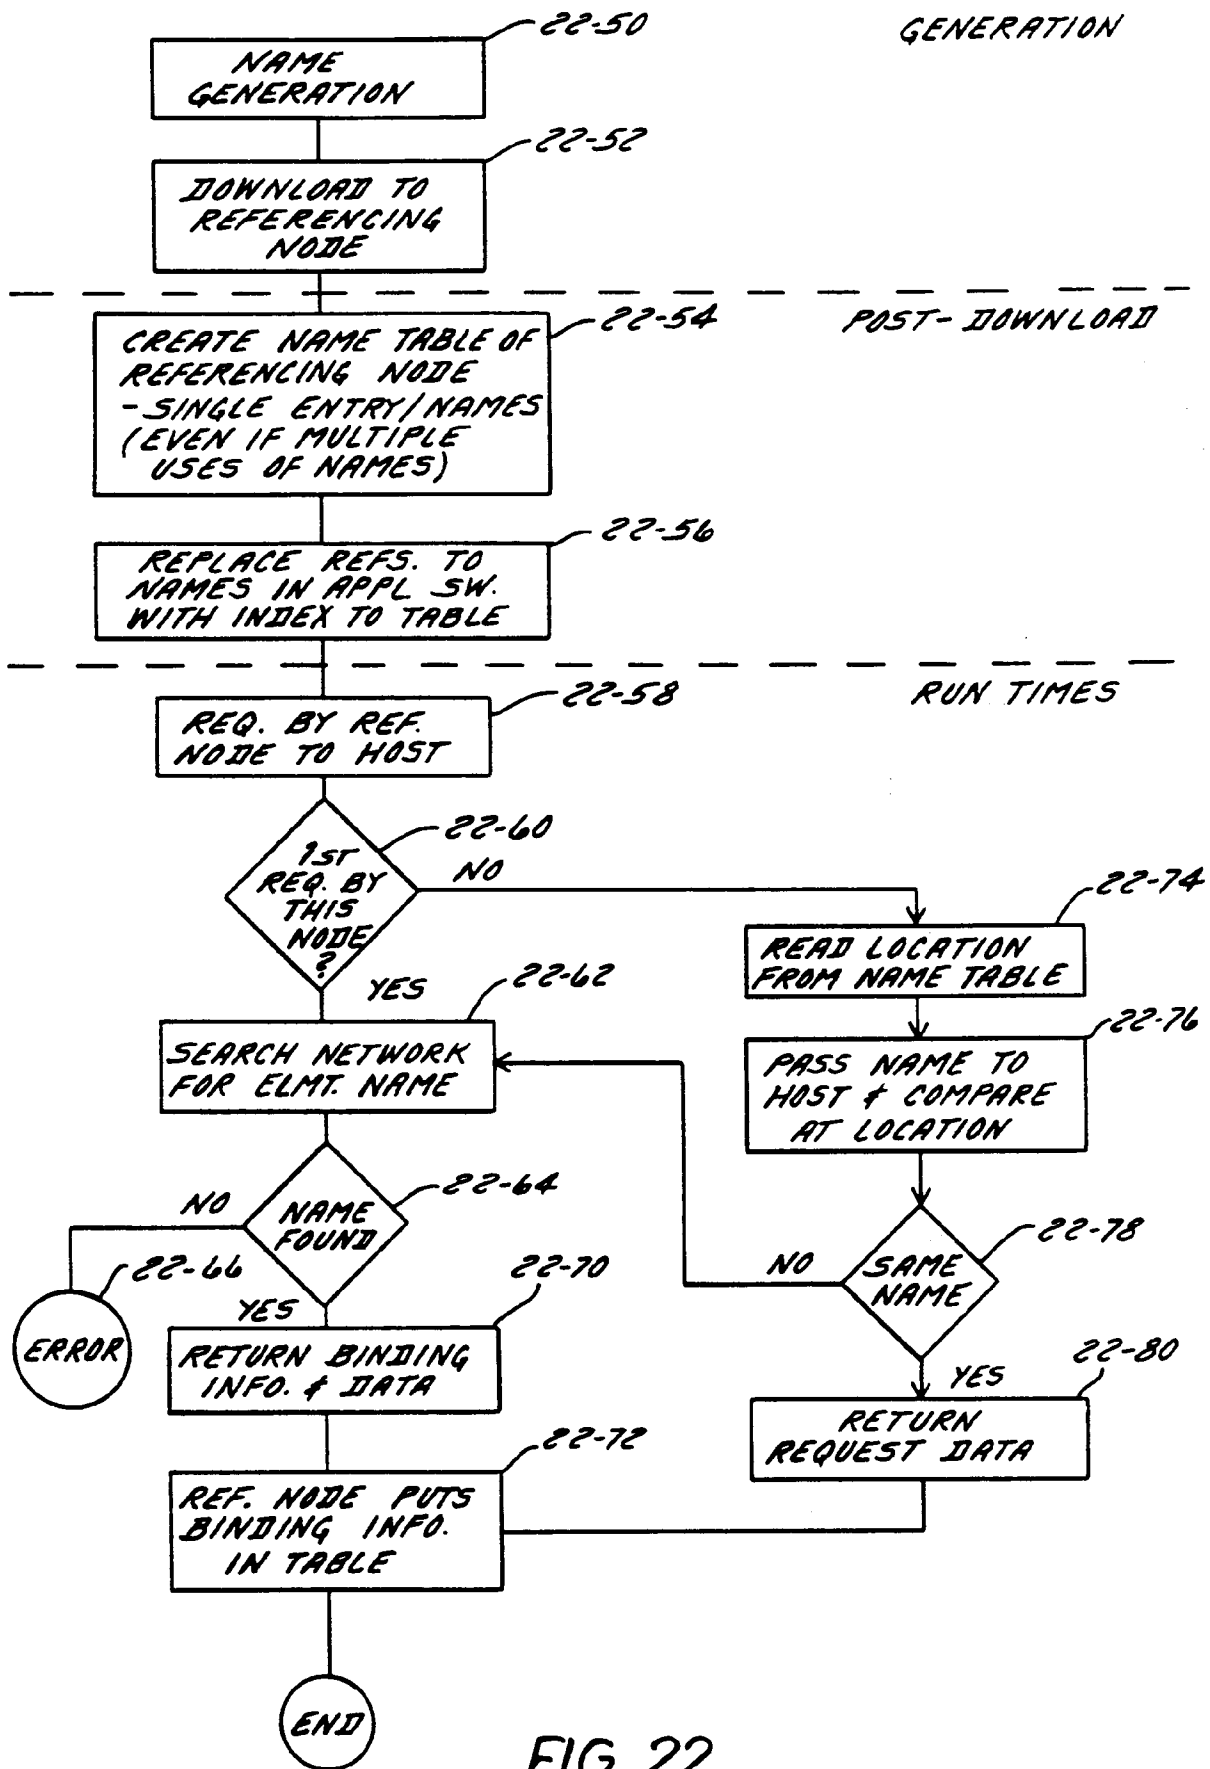 22-50
GENERATION
NAME
GENERATION
22-52
DOWNLOAD TO
REFERENCING
NODE
22-54
POST-DOWNLOAD
CREATE NAME TABLE OF
REFERENCING NODE
-SINGLE ENTRY/NAMES
(EVEN IF MULTIPLE
USES OF NAMES)
22-56
REPLACE REFS. TO
NAMES IN APPL SW.
WITH INDEX TO TABLE
22-58
RUN TIMES
REQ. BY REF.
NODE TO HOST
22-60
1ST
REQ. BY
THIS
NODE
?
NO
YES
22-74
READ LOCATION
FROM NAME TABLE
22-62
SEARCH NETWORK
FOR ELMT. NAME
22-76
PASS NAME TO
HOST & COMPARE
AT LOCATION
22-64
NAME
FOUND
NO
YES
22-66
ERROR
22-78
SAME
NAME
NO
YES
22-70
RETURN BINDING
INFO. & DATA
22-80
RETURN
REQUEST DATA
22-72
REF. NODE PUTS
BINDING INFO.
IN TABLE
END
FIG. 22